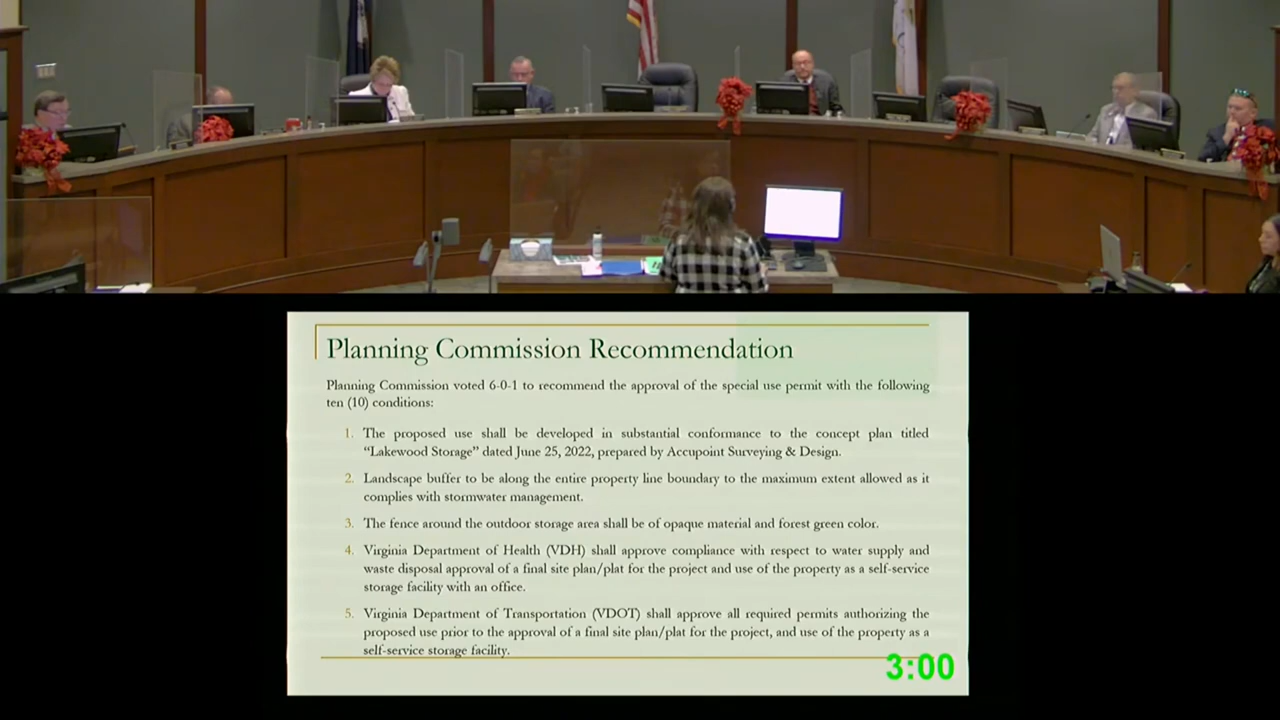 Planning Commission Recommendation
Planning Commission voted 6-0-1 to recommend the approval of the special use permit with the following
ten (10) conditions:
1. The proposed use shall be developed in substantial conformance to the concept plan titled
“Lakewood Storage” dated June 25, 2022, prepared by Accupoint Surveying & Design.
2. Landscape buffer to be along the entire property line boundary to the maximum extent allowed as it
complies with stormwater management.
3. The fence around the outdoor storage area shall be of opaque material and forest green color.
4. Virginia Department of Health (VDH) shall approve compliance with respect to water supply and
waste disposal approval of a final site plan/plat for the project and use of the property as a self-service
storage facility with an office.
5. Virginia Department of Transportation (VDOT) shall approve all required permits authorizing the
proposed use prior to the approval of a final site plan/plat for the project, and use of the property as a
self-service storage facility.
3:00